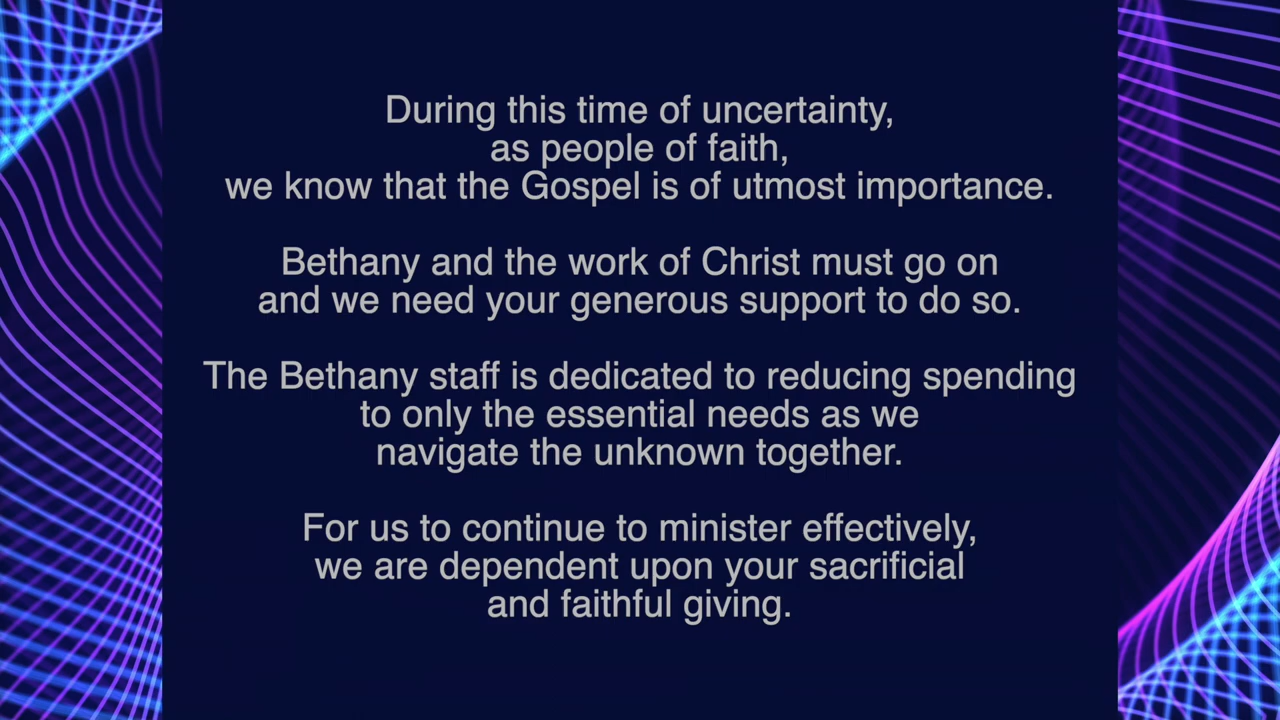 During this time of uncertainty,
as people of faith,
we know that the Gospel is of utmost importance.
Bethany and the work of Christ must go on
and we need your generous support to do so.
The Bethany staff is dedicated to reducing spending
to only the essential needs as we
navigate the unknown together.
For us to continue to minister effectively,
we are dependent upon your sacrificial
and faithful giving.